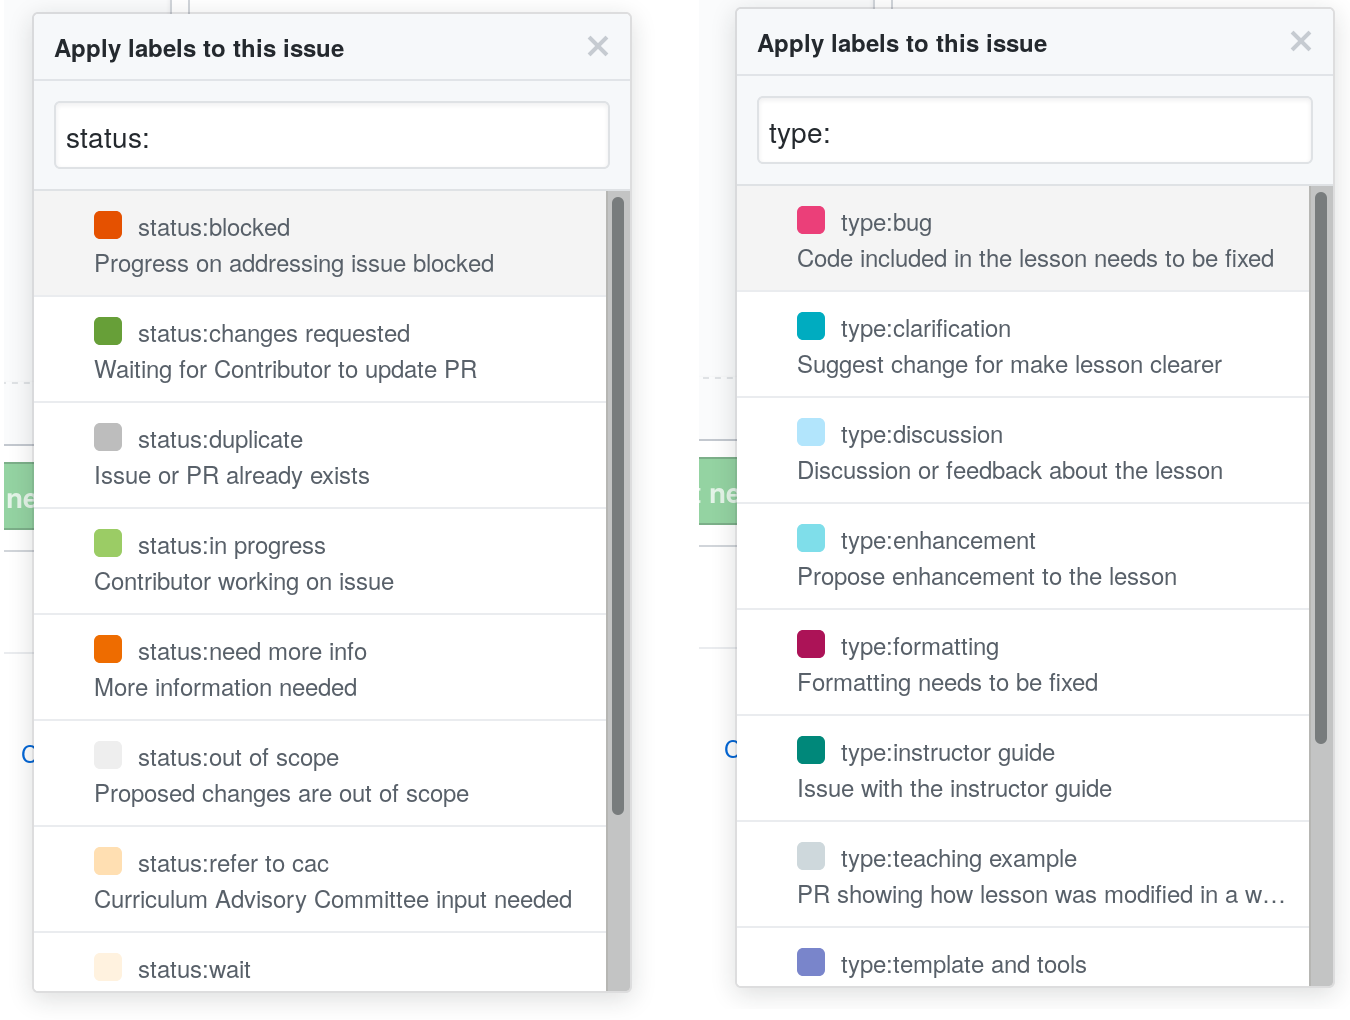 Apply labels to this issue
status:
status:blocked
Progress on addressing issue blocked
status:changes requested
Waiting for Contributor to update PR
status:duplicate
Issue or PR already exists
status:in progress
Contributor working on issue
status:need more info
More information needed
status:out of scope
Proposed changes are out of scope
status:refer to cac
Curriculum Advisory Committee input needed
status:wait
ne
Apply labels to this issue
type:
type:bug
Code included in the lesson needs to be fixed
type:clarification
Suggest change for make lesson clearer
type:discussion
Discussion or feedback about the lesson
type:enhancement
Propose enhancement to the lesson
type:formatting
Formatting needs to be fixed
type:instructor guide
Issue with the instructor guide
type:teaching example
PR showing how lesson was modified in a w…
type:template and tools
ne